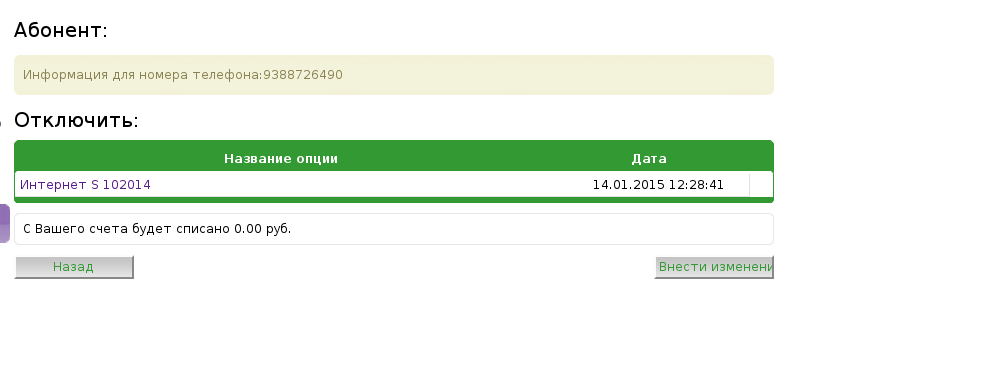 Абонент:
Информация для номера телефона:9388726490
Отключить:
Название опции Дата
Интернет S 102014 14.01.2015 12:28:41
С Вашего счета будет списано 0.00 руб.
Назад Внести изменени